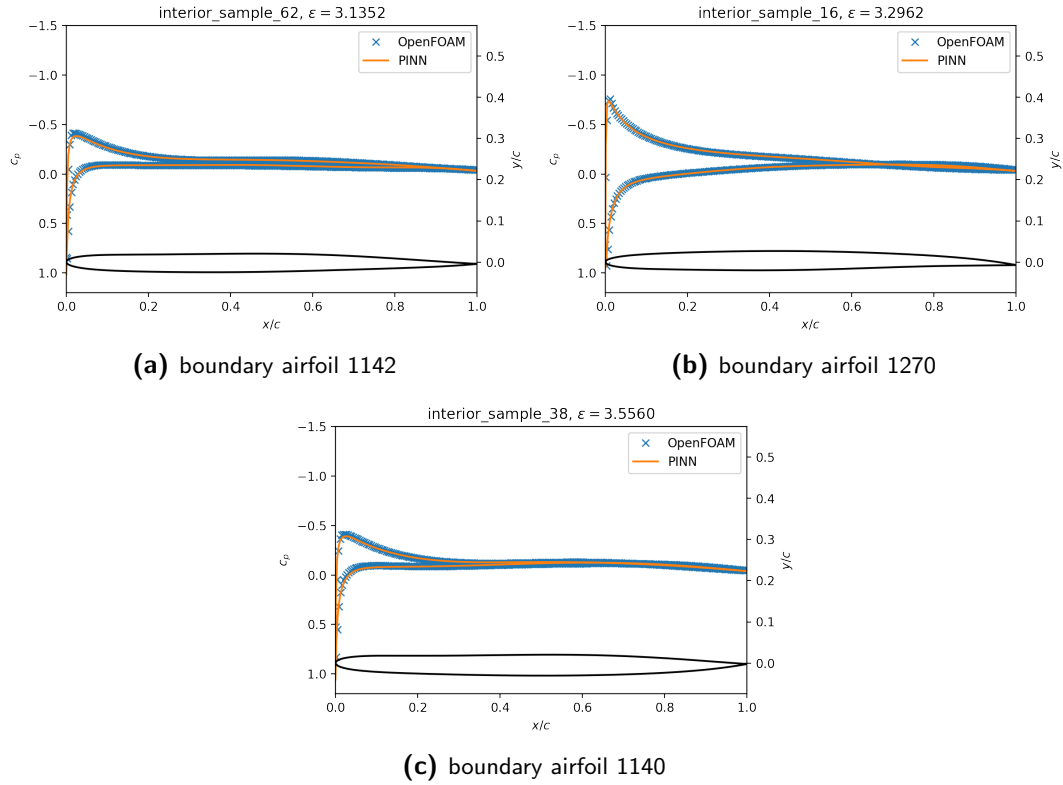 interior_sample_62, ε = 3.1352
−1.5
−1.0
−0.5
0.0
0.5
1.0
c_p
OpenFOAM
PINN
0.5
0.4
0.3
0.2
0.1
0.0
y/c
0.0 0.2 0.4 0.6 0.8 1.0
x/c
(a) boundary airfoil 1142
interior_sample_16, ε = 3.2962
−1.5
−1.0
−0.5
0.0
0.5
1.0
c_p
OpenFOAM
PINN
0.5
0.4
0.3
0.2
0.1
0.0
y/c
0.0 0.2 0.4 0.6 0.8 1.0
x/c
(b) boundary airfoil 1270
interior_sample_38, ε = 3.5560
−1.5
−1.0
−0.5
0.0
0.5
1.0
c_p
OpenFOAM
PINN
0.5
0.4
0.3
0.2
0.1
0.0
y/c
0.0 0.2 0.4 0.6 0.8 1.0
x/c
(c) boundary airfoil 1140